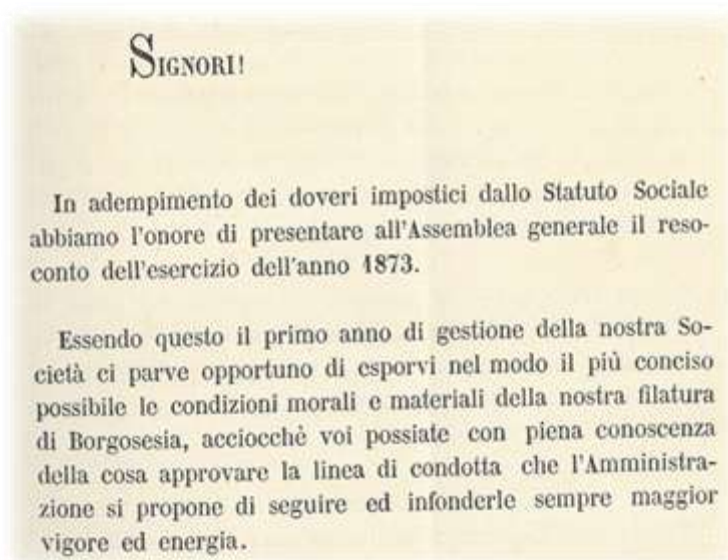 SIGNORI!
In adempimento dei doveri impostici dallo Statuto Sociale
abbiamo l'onore di presentare all'Assemblea generale il reso-
conto dell'esercizio dell'anno 1873.
Essendo questo il primo anno di gestione della nostra So-
cietà ci parve opportuno di esporvi nel modo il più conciso
possibile le condizioni morali e materiali della nostra filatura
di Borgosesia, acciocchè voi possiate con piena conoscenza
della cosa approvare la linea di condotta che l'Amministra-
zione si propone di seguire ed infonderle sempre maggior
vigore ed energia.